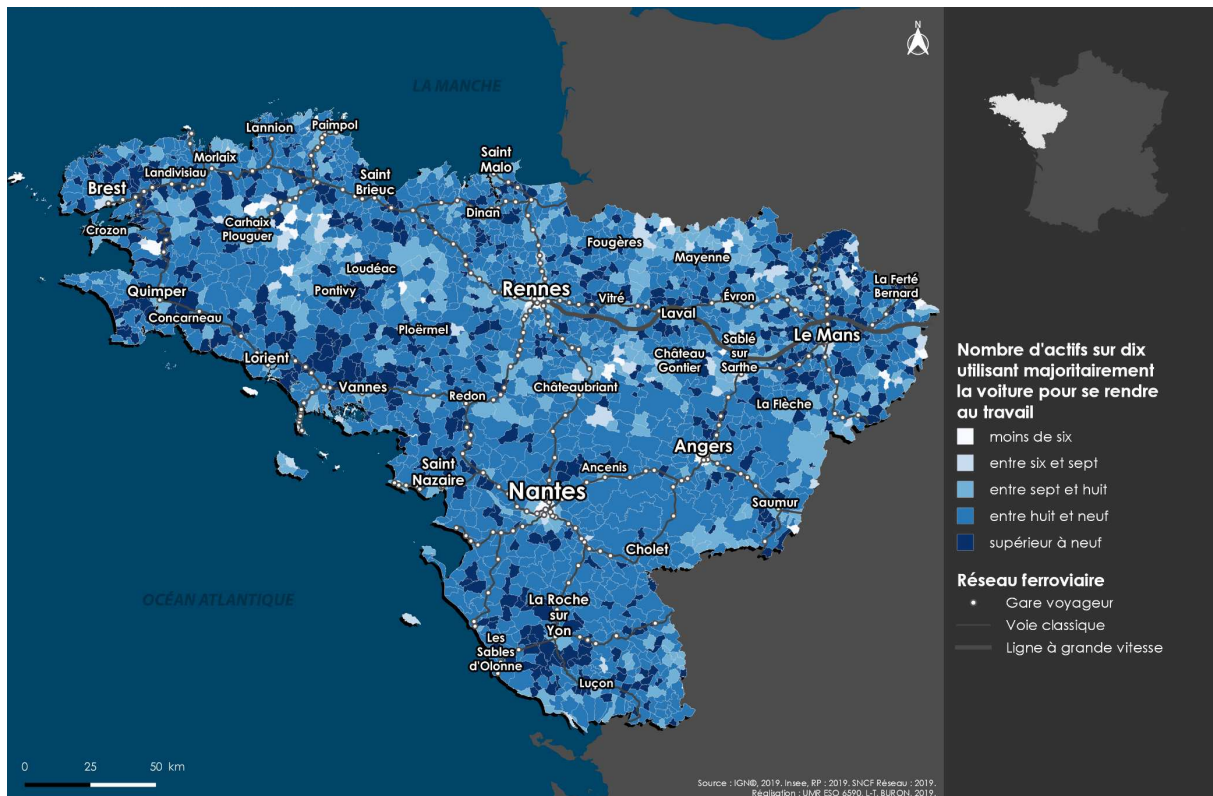 N
LA MANCHE
Lannion
Paimpol
Morlaix
Landivisiau
Brest
Saint
Brieuc
Saint
Malo
Dinan
Crozon
Carhaix
Plouguer
Fougères
Mayenne
Loudéac
Pontivy
Rennes
Vitré
Laval
Évron
La Ferté
Bernard
Quimper
Concarneau
Ploërmel
Le Mans
Lorient
Vannes
Redon
Châteaubriant
Château
Gontier
Sablé
sur
Sarthe
La Flèche
Saint
Nazaire
Ancenis
Angers
Nantes
Saumur
Cholet
OCÉAN ATLANTIQUE
La Roche
sur
Yon
Les
Sables
d'Olonne
Luçon
0 25 50 km
Source : IGN©, 2019. Insee, RP : 2019. SNCF Réseau : 2019.
Réalisation : UMR ESO 6590, L-T. BURON, 2019.
Nombre d'actifs sur dix
utilisant majoritairement
la voiture pour se rendre
au travail
moins de six
entre six et sept
entre sept et huit
entre huit et neuf
supérieur à neuf
Réseau ferroviaire
Gare voyageur
Voie classique
Ligne à grande vitesse